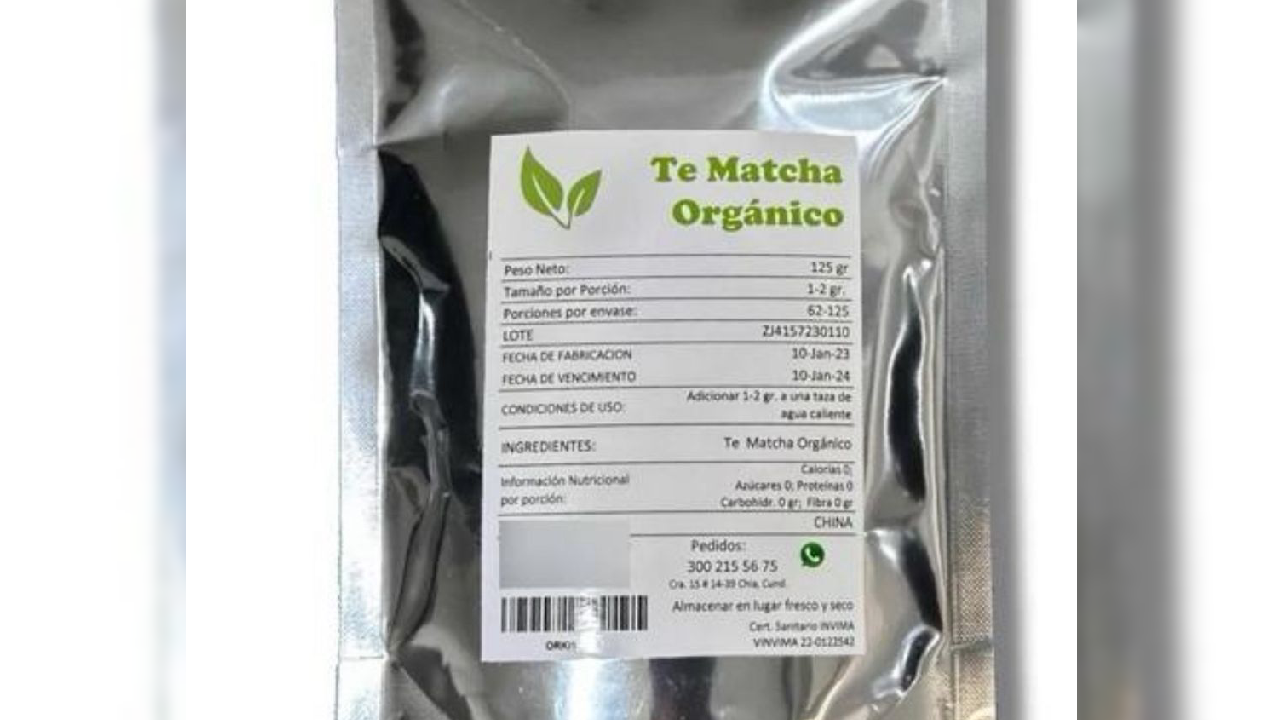 Te Matcha
Orgánico
Peso Neto: 125 gr
Tamaño por Porción: 1-2 gr.
Porciones por envase: 62-125
LOTE ZJ4157230110
FECHA DE FABRICACION 10-Jan-23
FECHA DE VENCIMIENTO 10-Jan-24
CONDICIONES DE USO: Adicionar 1-2 gr. a una taza de
agua caliente
INGREDIENTES: Te Matcha Orgánico
Información Nutricional
por porción:
Calorías 0;
Azúcares 0; Proteínas 0
Carbohidr. 0 gr; Fibra 0 gr
CHINA
Pedidos:
300 215 56 75
Cra. 15 # 14-39 Chia, Cund.
Almacenar en lugar fresco y seco
Cert. Sanitario INVIMA
VINVIMA 22-0122542